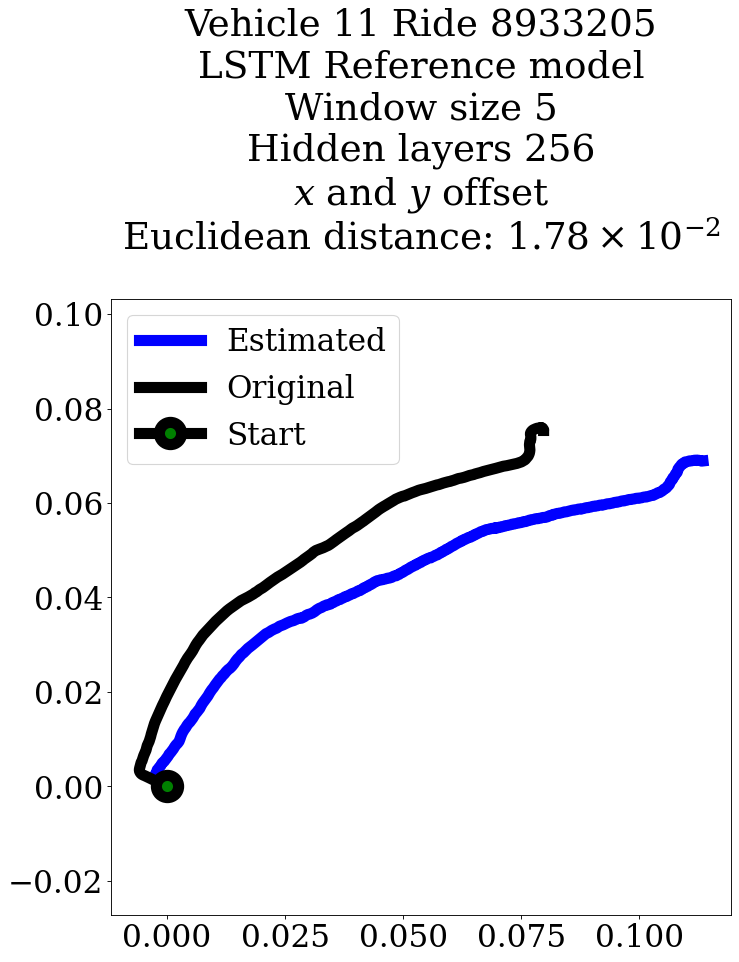 Vehicle 11 Ride 8933205
LSTM Reference model
Window size 5
Hidden layers 256
x and y offset
Euclidean distance: 1.78 × 10⁻²
Estimated
Original
Start
0.10
0.08
0.06
0.04
0.02
0.00
−0.02
0.000 0.025 0.050 0.075 0.100